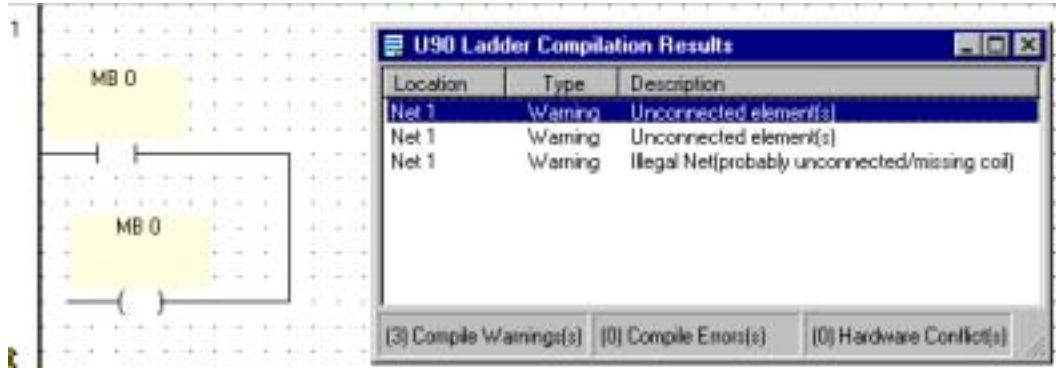 1
MB 0
MB 0
U90 Ladder Compilation Results
Location Type Description
Net 1 Warning Unconnected element(s)
Net 1 Warning Unconnected element(s)
Net 1 Warning Illegal Net(probably unconnected/missing coil)
(3) Compile Warnings(s) (0) Compile Errors(s) (0) Hardware Conflict(s)